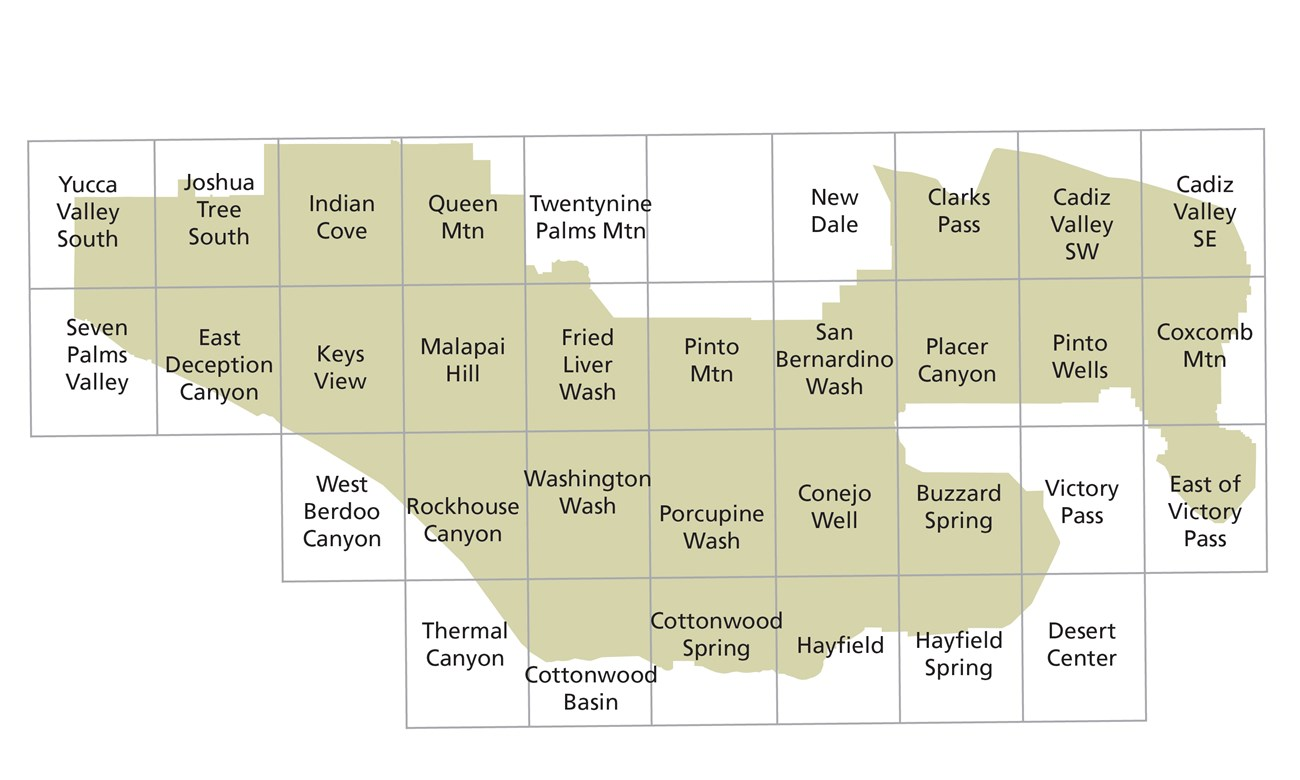 Yucca
Valley
South
Joshua
Tree
South
Indian
Cove
Queen
Mtn
Twentynine
Palms Mtn
New
Dale
Clarks
Pass
Cadiz
Valley
SW
Cadiz
Valley
SE
Seven
Palms
Valley
East
Deception
Canyon
Keys
View
Malapai
Hill
Fried
Liver
Wash
Pinto
Mtn
San
Bernardino
Wash
Placer
Canyon
Pinto
Wells
Coxcomb
Mtn
West
Berdoo
Canyon
Rockhouse
Canyon
Washington
Wash
Porcupine
Wash
Conejo
Well
Buzzard
Spring
Victory
Pass
East of
Victory
Pass
Thermal
Canyon
Cottonwood
Basin
Cottonwood
Spring
Hayfield
Hayfield
Spring
Desert
Center